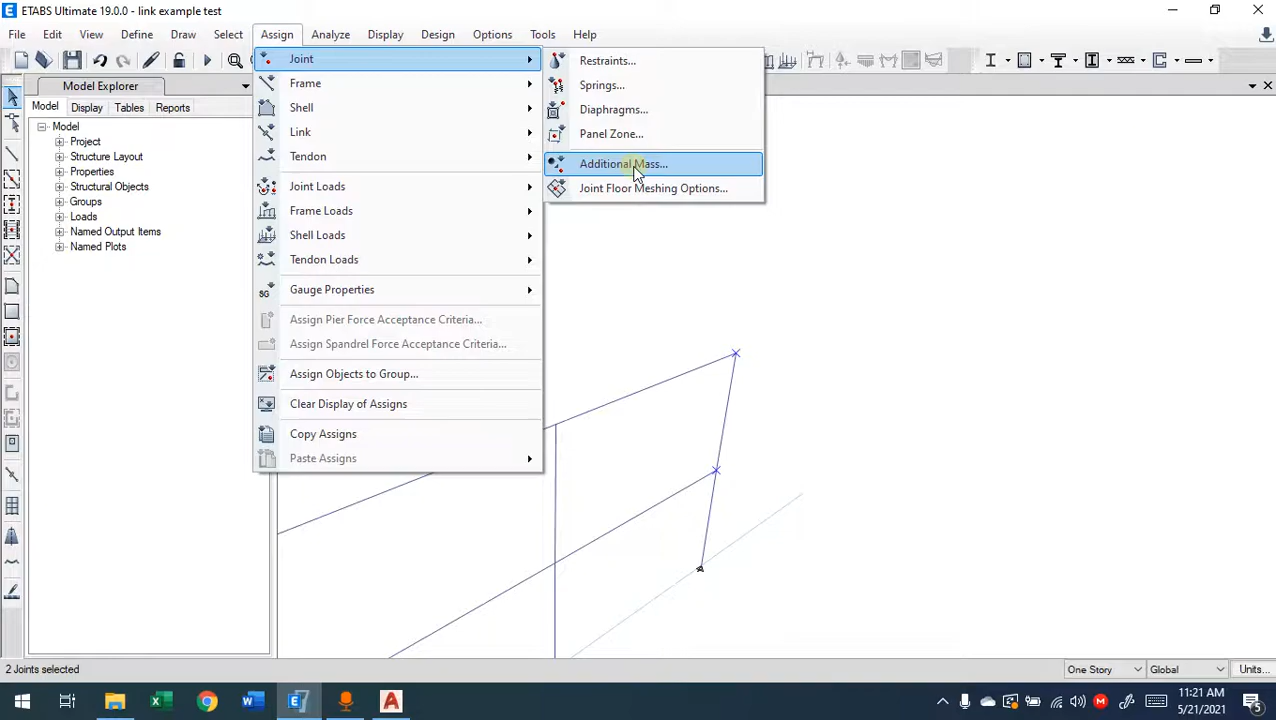 ETABS Ultimate 19.0.0 - link example test
File Edit View Define Draw Select Assign Analyze Display Design Options Tools Help
Model Explorer
Model Display Tables Reports
Model
Project
Structure Layout
Properties
Structural Objects
Groups
Loads
Named Output Items
Named Plots
Joint
Frame
Shell
Link
Tendon
Joint Loads
Frame Loads
Shell Loads
Tendon Loads
Gauge Properties
Assign Pier Force Acceptance Criteria...
Assign Spandrel Force Acceptance Criteria...
Assign Objects to Group...
Clear Display of Assigns
Copy Assigns
Paste Assigns
Restraints...
Springs...
Diaphragms...
Panel Zone...
Additional Mass...
Joint Floor Meshing Options...
SG
2 Joints selected
One Story
Global
Units...
11:21 AM
5/21/2021
5